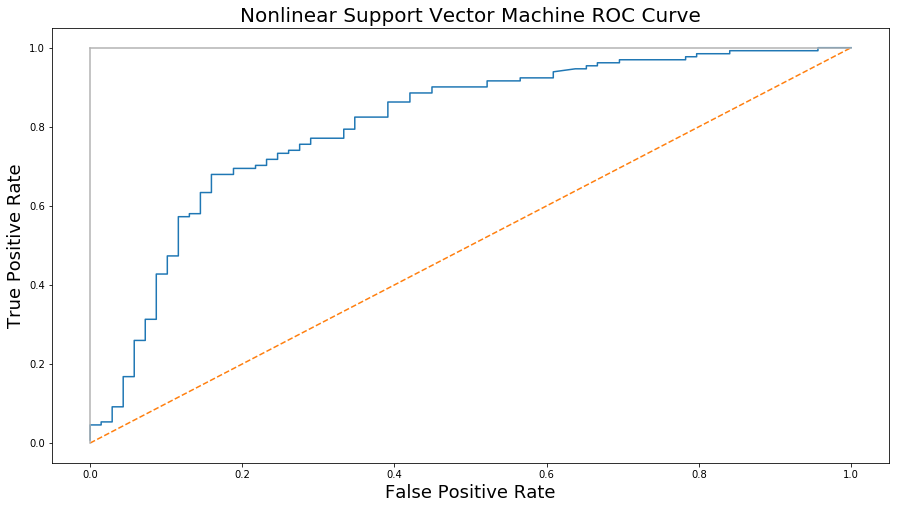 Nonlinear Support Vector Machine ROC Curve
1.0
0.8
0.6
0.4
0.2
0.0
True Positive Rate
0.0 0.2 0.4 0.6 0.8 1.0
False Positive Rate